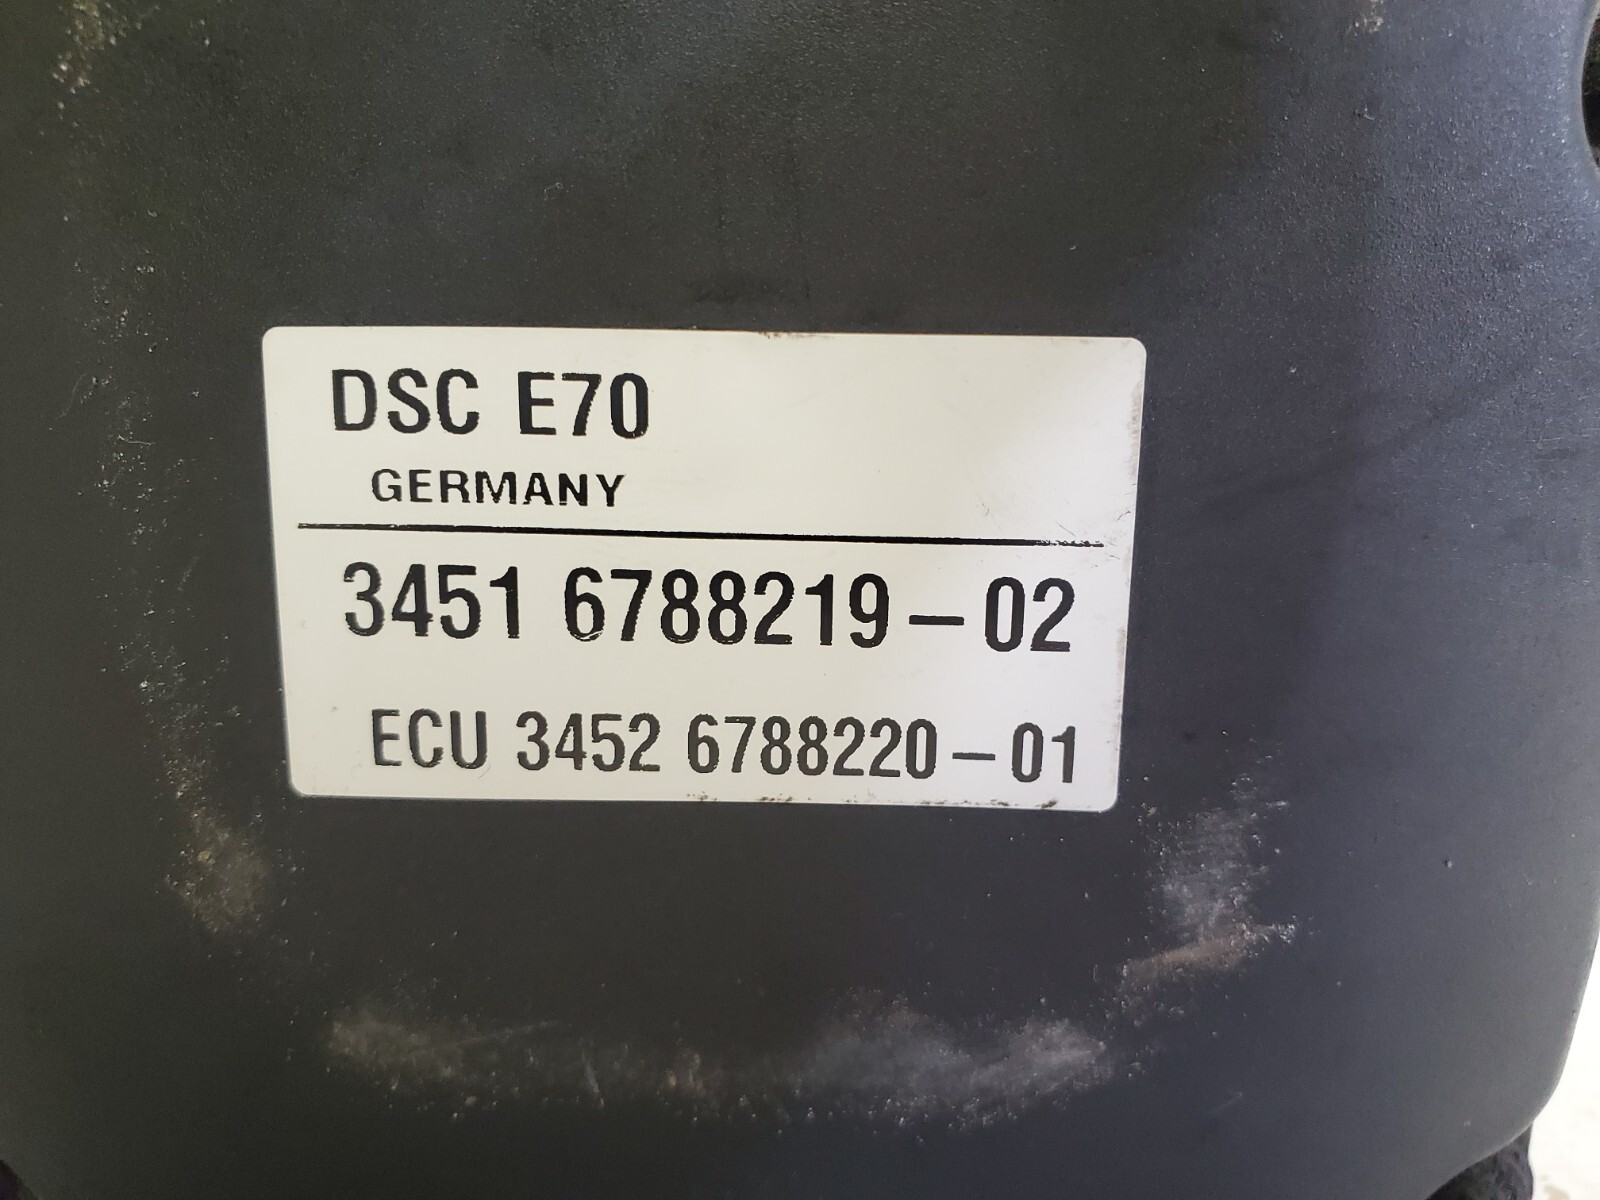 DSC E70
GERMANY
3451 6788219-02
ECU 3452 6788220-01